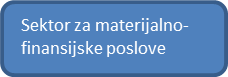 Sektor za materijalno-
finansijske poslove